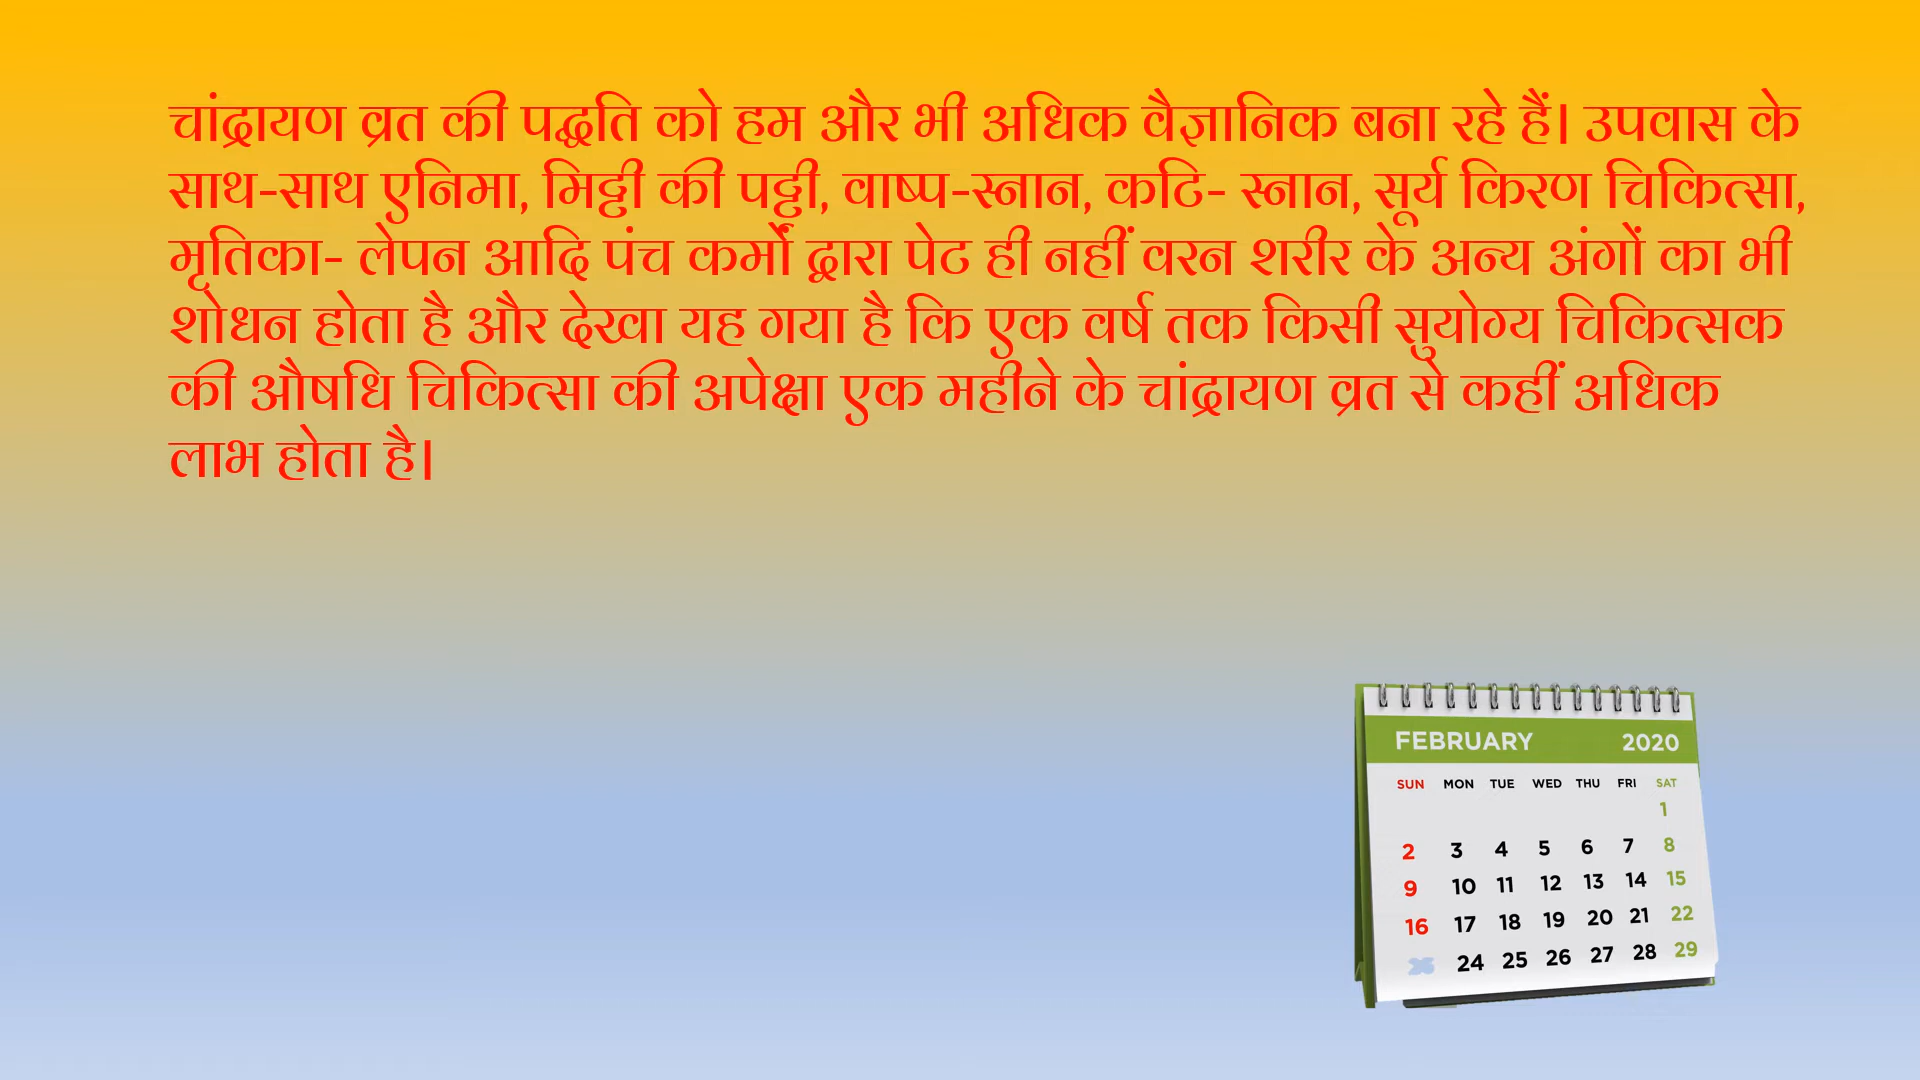 चांद्रायण व्रत की पद्धति को हम और भी अधिक वैज्ञानिक बना रहे हैं। उपवास के
साथ-साथ एनिमा, मिट्टी की पट्टी, वाष्प-स्नान, कटि- स्नान, सूर्य किरण चिकित्सा,
मृतिका- लेपन आदि पंच कर्मों द्वारा पेट ही नहीं वरन शरीर के अन्य अंगों का भी
शोधन होता है और देखा यह गया है कि एक वर्ष तक किसी सुयोग्य चिकित्सक
की औषधि चिकित्सा की अपेक्षा एक महीने के चांद्रायण व्रत से कहीं अधिक
लाभ होता है।
FEBRUARY 2020
SUN MON TUE WED THU FRI SAT
1
2 3 4 5 6 7 8
9 10 11 12 13 14 15
16 17 18 19 20 21 22
24 25 26 27 28 29